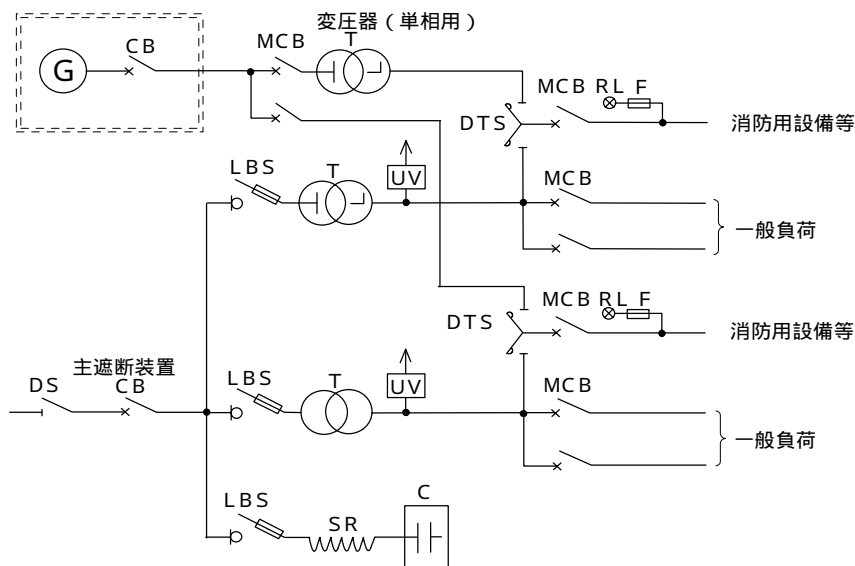 変圧器（単相用）
CB
MCB
T
G
MCB RL F
DTS
消防用設備等
LBS
T
UV
MCB
一般負荷
MCB RL F
DTS
消防用設備等
主遮断装置
DS
CB
LBS
T
UV
MCB
一般負荷
LBS
SR
C